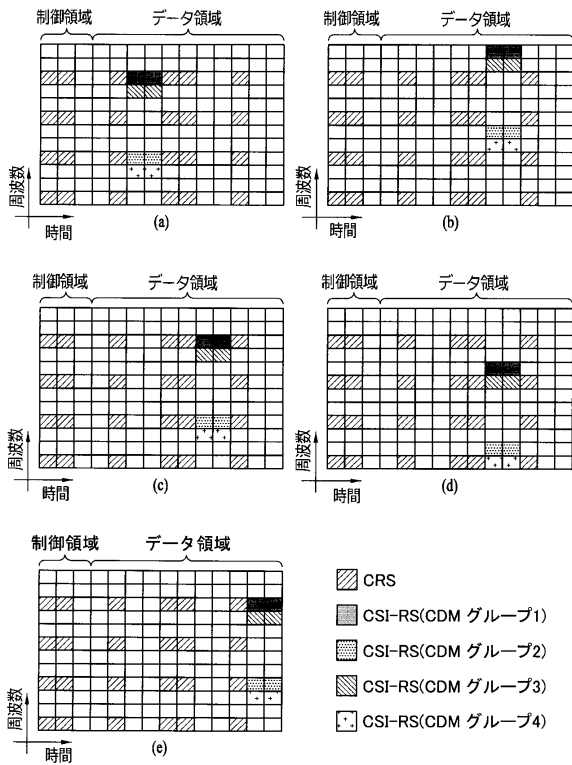 制御領域 データ領域
周波数
時間
(a)
制御領域 データ領域
周波数
時間
(b)
制御領域 データ領域
周波数
時間
(c)
制御領域 データ領域
周波数
時間
(d)
制御領域 データ領域
周波数
時間
(e)
CRS
CSI-RS(CDM グループ1)
CSI-RS(CDM グループ2)
CSI-RS(CDM グループ3)
CSI-RS(CDM グループ4)